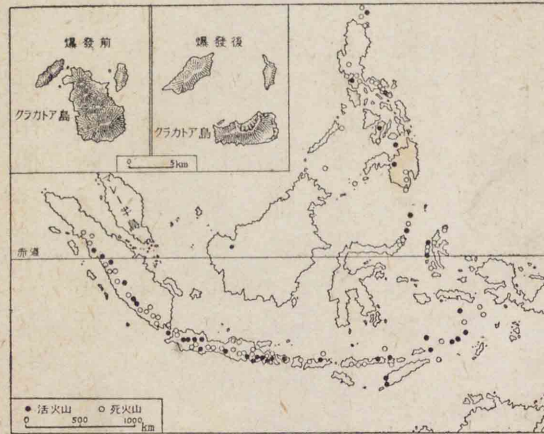 爆發前
クラカトア島
爆發後
クラカトア島
0 5km
マレー半島
赤道
● 活火山 ○ 死火山
0 500 1000 km